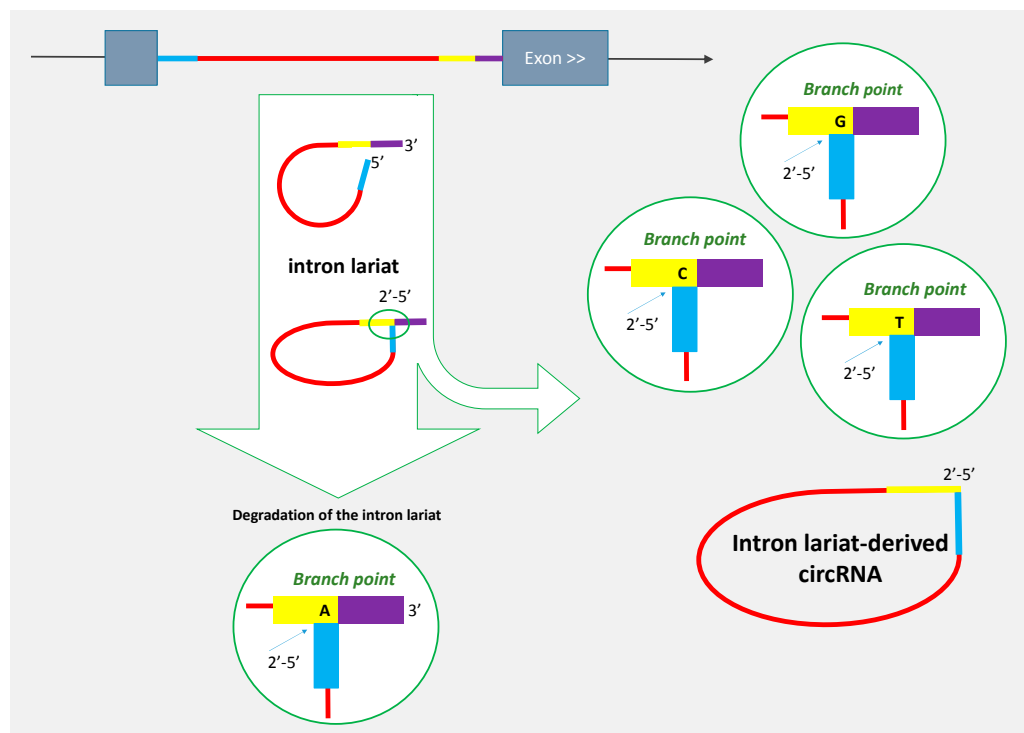 Exon >>
3’
5’
intron lariat
2’-5’
Degradation of the intron lariat
Branch point
A
3’
2’-5’
Branch point
G
2’-5’
Branch point
C
2’-5’
Branch point
T
2’-5’
2’-5’
Intron lariat-derived
circRNA